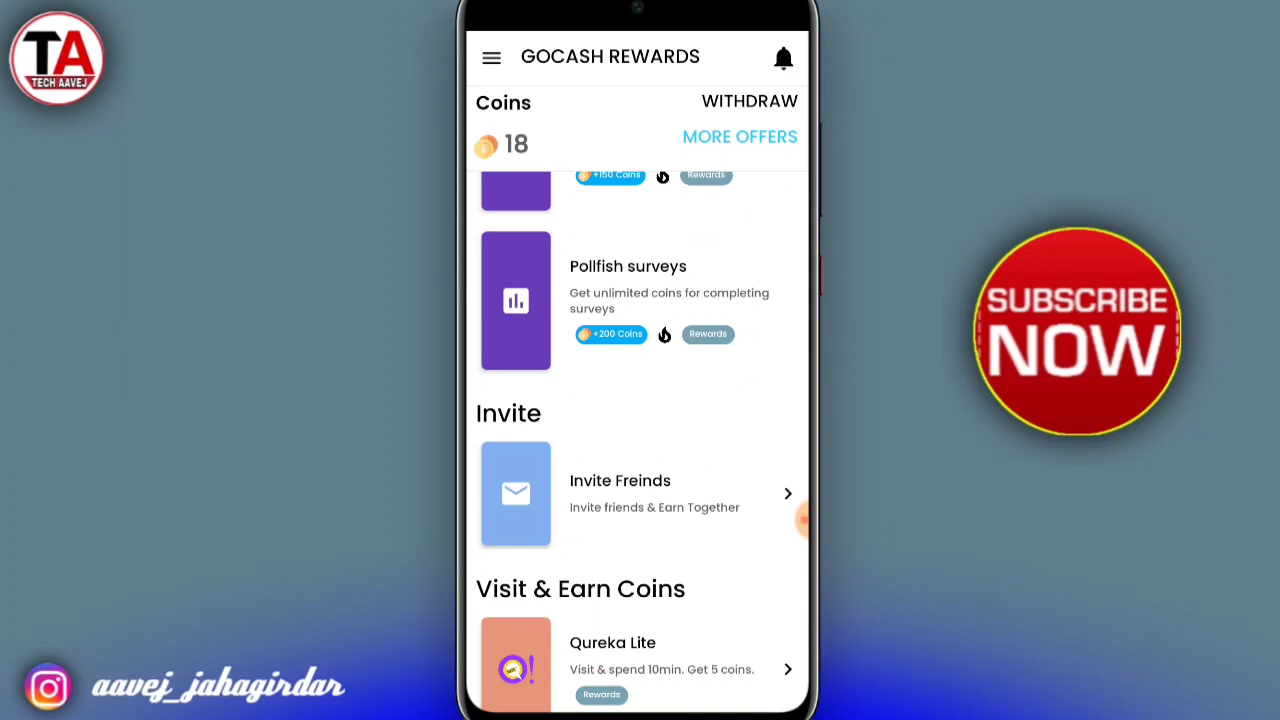 TA
TECH AAVEJ
GOCASH REWARDS
Coins
WITHDRAW
18
MORE OFFERS
+150 Coins
Rewards
Pollfish surveys
Get unlimited coins for completing
surveys
+200 Coins
Rewards
Invite
Invite Freinds
Invite friends & Earn Together
Visit & Earn Coins
Qureka Lite
Visit & spend 10min. Get 5 coins.
Rewards
SUBSCRIBE
NOW
aavej_jahagirdar